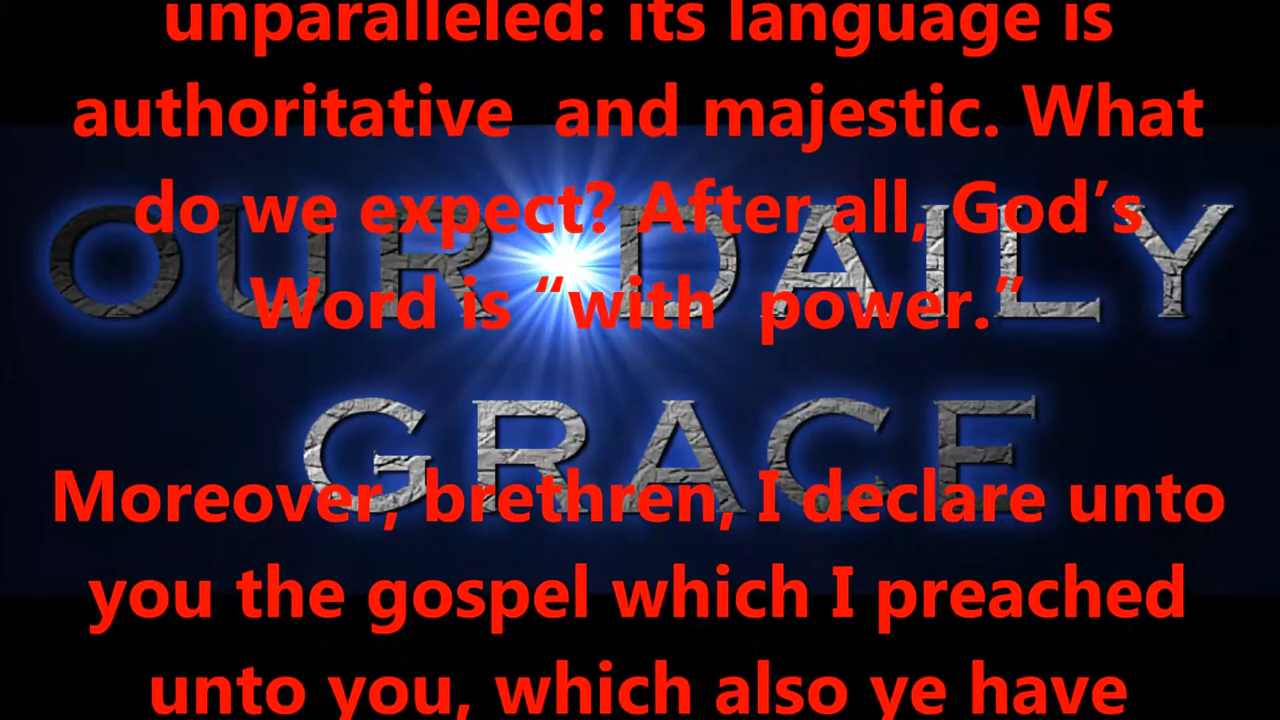 unparalleled: its language is
authoritative  and majestic. What
do we expect? After all, God’s
Word is “with  power.”
Moreover, brethren, I declare unto
you the gospel which I preached
unto you, which also ye have
OUR DAILY
GRACE